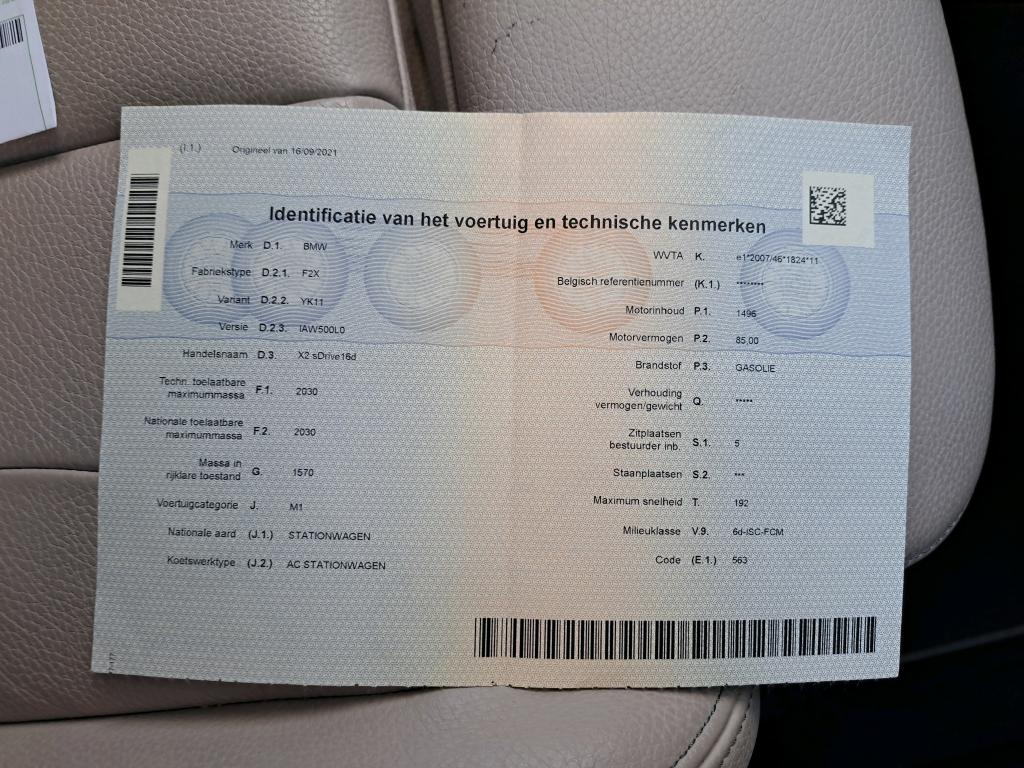 (I.1.) Origineel van 16/09/2021
Identificatie van het voertuig en technische kenmerken
Merk D.1. BMW
Fabriekstype D.2.1. F2X
Variant D.2.2. YK11
Versie D.2.3. IAW500L0
Handelsnaam D.3. X2 sDrive16d
Techn. toelaatbare
maximummassa F.1. 2030
Nationale toelaatbare
maximummassa F.2. 2030
Massa in
rijklare toestand G. 1570
Voertuigcategorie J. M1
Nationale aard (J.1.) STATIONWAGEN
Koetswerktype (J.2.) AC STATIONWAGEN
WVTA K. e1*2007/46*1824*11
Belgisch referentienummer (K.1.) ********
Motorinhoud P.1. 1496
Motorvermogen P.2. 85,00
Brandstof P.3. GASOLIE
Verhouding
vermogen/gewicht Q. *****
Zitplaatsen
bestuurder inb. S.1. 5
Staanplaatsen S.2. ***
Maximum snelheid T. 192
Milieuklasse V.9. 6d-ISC-FCM
Code (E.1.) 563